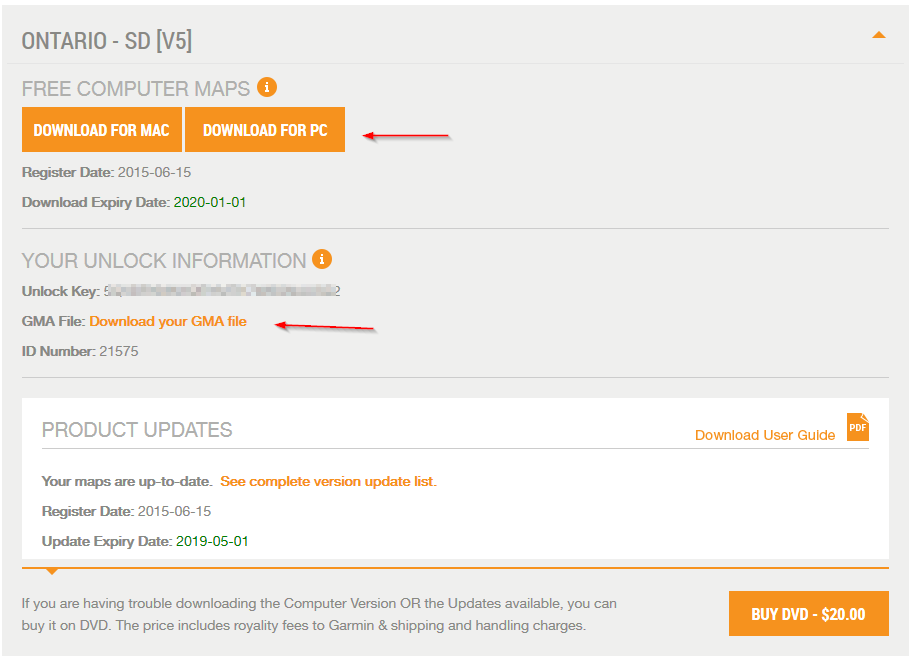 ONTARIO - SD [V5]
FREE COMPUTER MAPS i
DOWNLOAD FOR MAC DOWNLOAD FOR PC
Register Date: 2015-06-15
Download Expiry Date: 2020-01-01
YOUR UNLOCK INFORMATION i
Unlock Key:
GMA File: Download your GMA file
ID Number: 21575
PRODUCT UPDATES
Download User Guide PDF
Your maps are up-to-date. See complete version update list.
Register Date: 2015-06-15
Update Expiry Date: 2019-05-01
If you are having trouble downloading the Computer Version OR the Updates available, you can
buy it on DVD. The price includes royality fees to Garmin & shipping and handling charges.
BUY DVD - $20.00